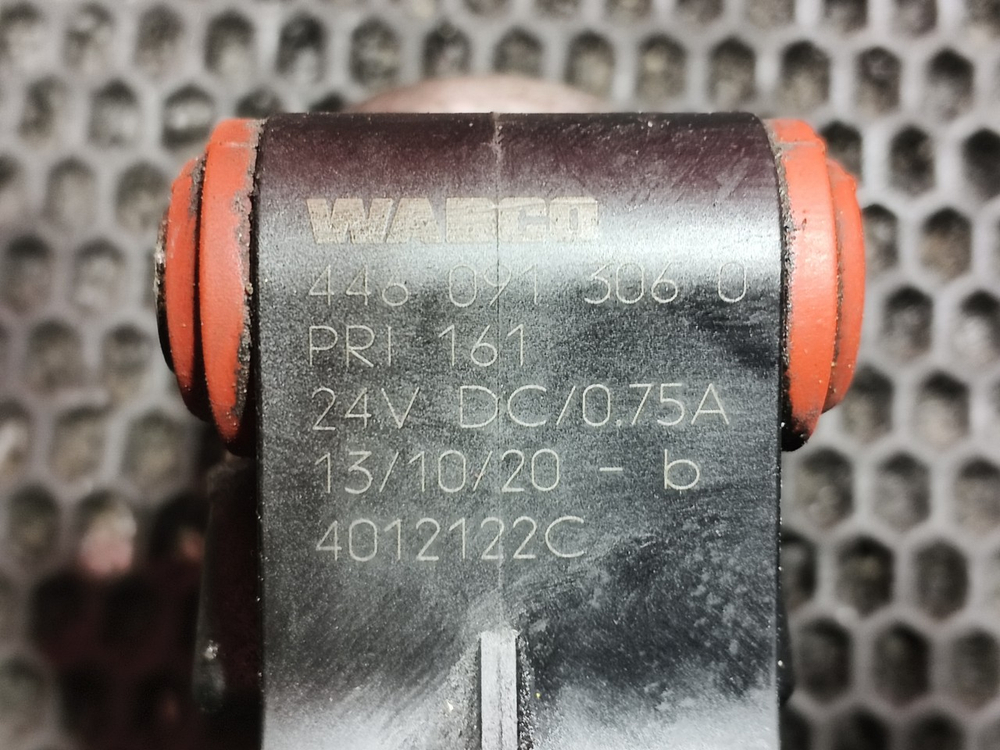 WABCO
446 091 306 0
PRI 161
24V DC/0.75A
13/10/20 - b
4012122C